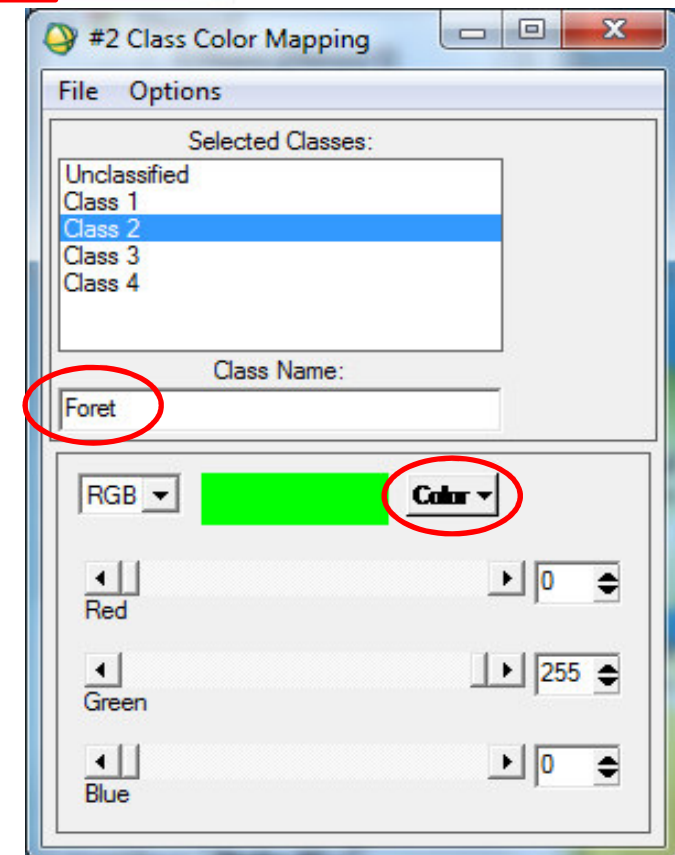 #2 Class Color Mapping
File Options
Selected Classes:
Unclassified
Class 1
Class 2
Class 3
Class 4
Class Name:
Foret
RGB Color
0
Red
255
Green
0
Blue